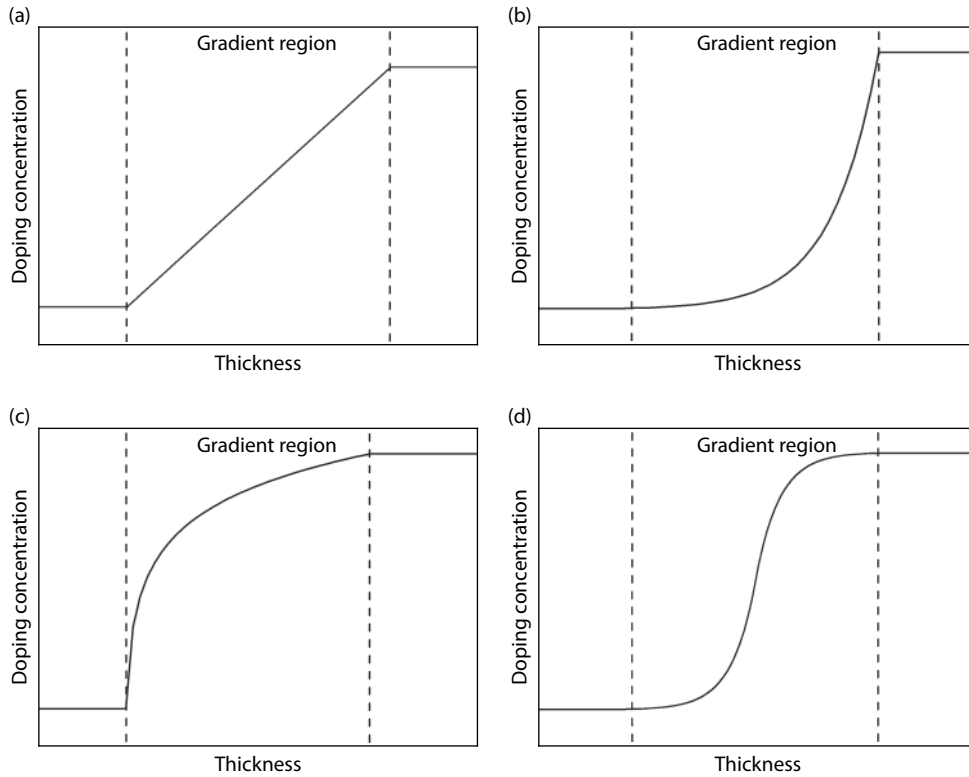 (a)
Gradient region
Doping concentration
Thickness
(b)
Gradient region
Doping concentration
Thickness
(c)
Gradient region
Doping concentration
Thickness
(d)
Gradient region
Doping concentration
Thickness